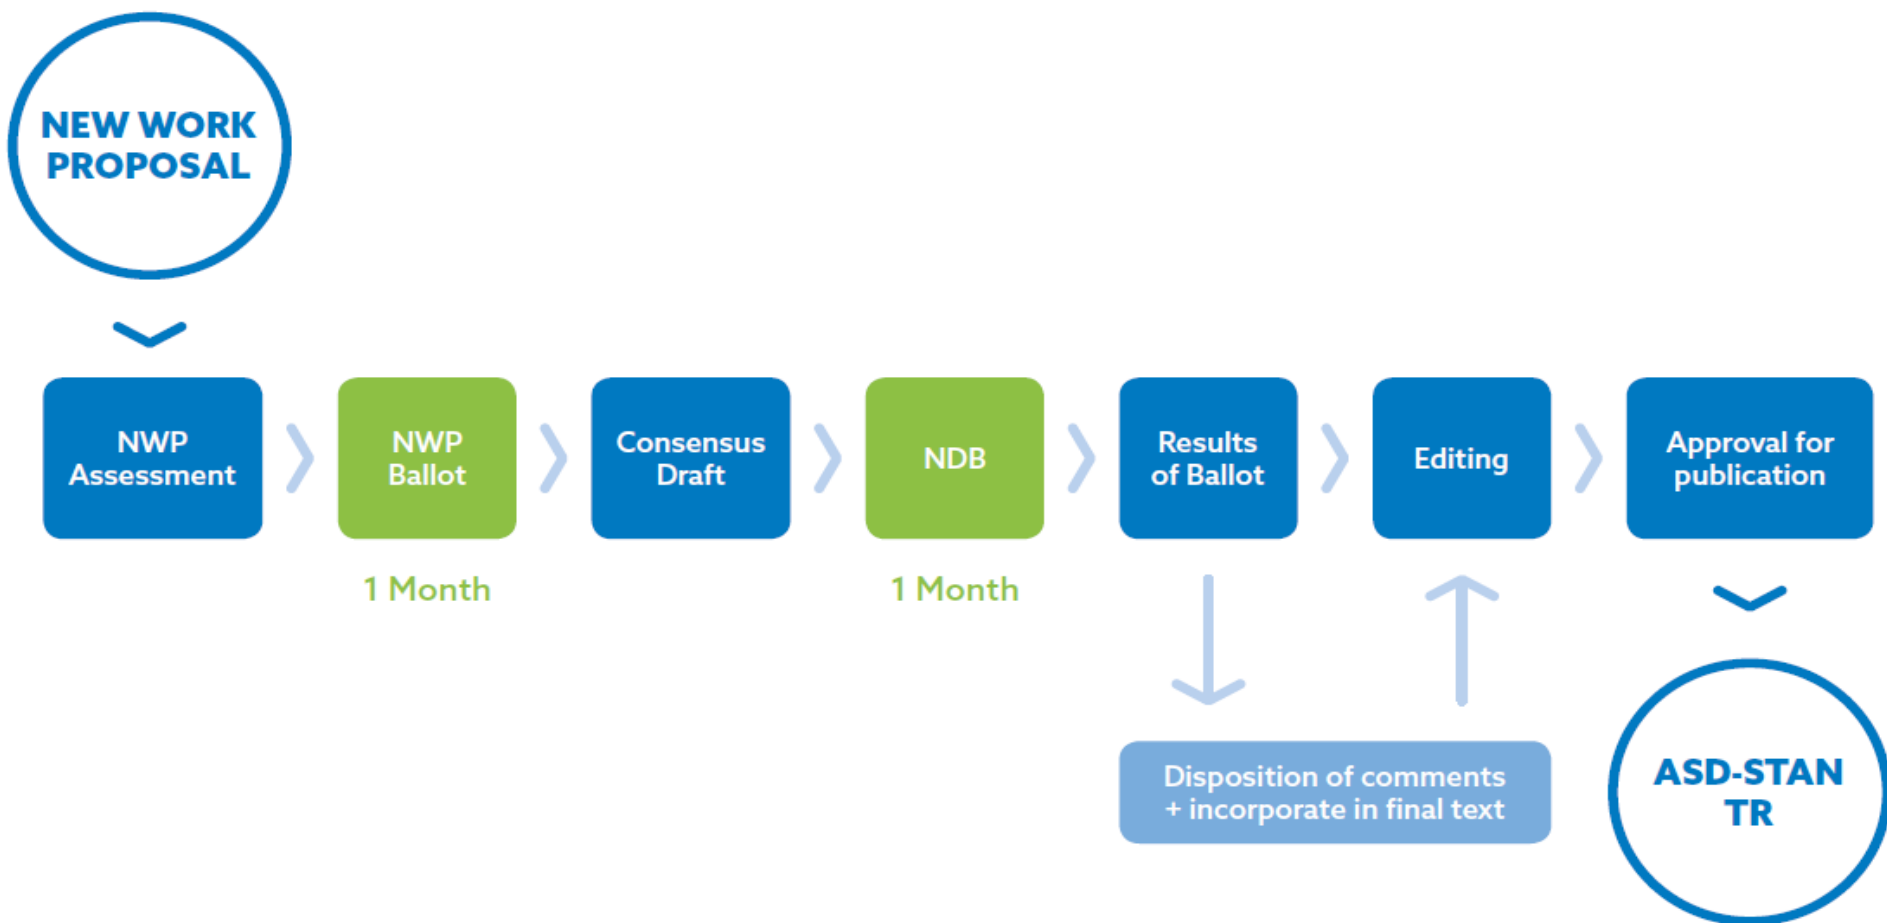 NEW WORK
PROPOSAL
NWP
Assessment
NWP
Ballot
Consensus
Draft
NDB
Results
of Ballot
Editing
Approval for
publication
1 Month
1 Month
Disposition of comments
+ incorporate in final text
ASD-STAN
TR